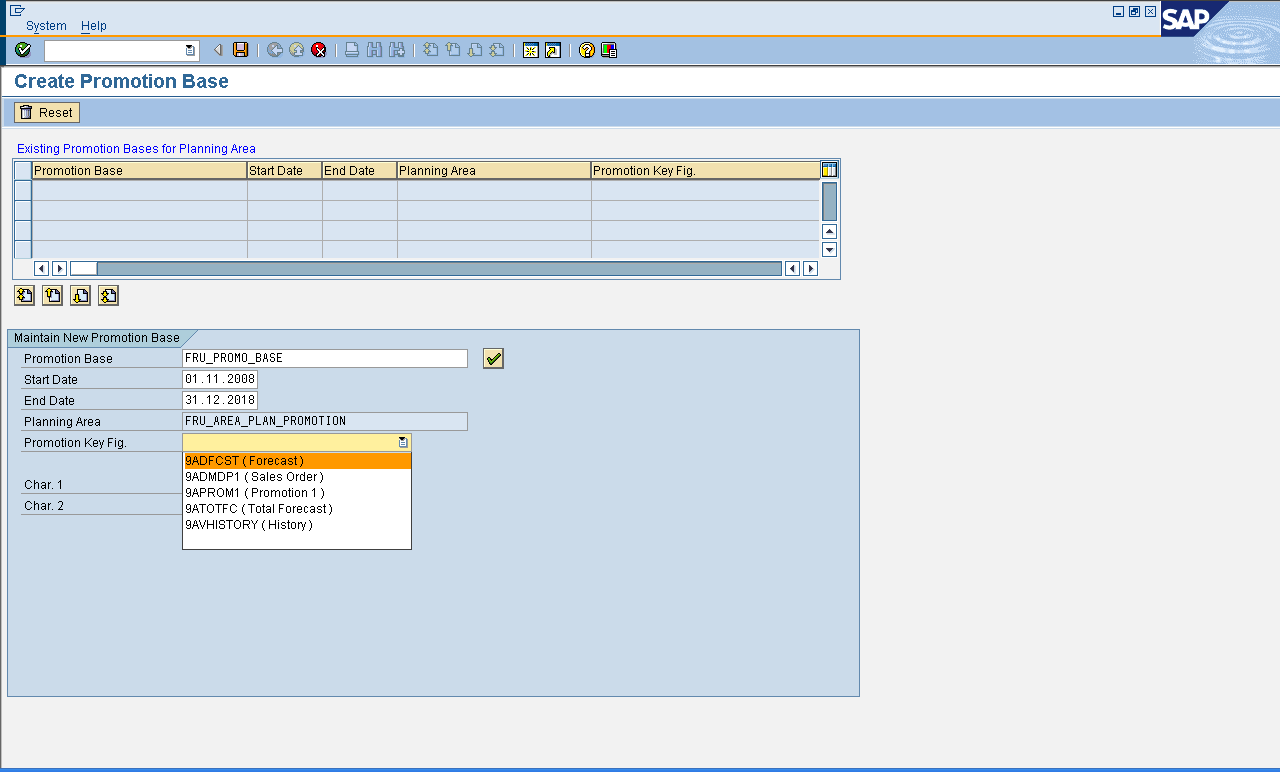 System Help
SAP
Create Promotion Base
Reset
Existing Promotion Bases for Planning Area
Promotion Base Start Date End Date Planning Area Promotion Key Fig.
Maintain New Promotion Base
Promotion Base FRU_PROMO_BASE
Start Date 01.11.2008
End Date 31.12.2018
Planning Area FRU_AREA_PLAN_PROMOTION
Promotion Key Fig.
9ADFCST ( Forecast )
9ADMDP1 ( Sales Order )
Char. 1
9APROM1 ( Promotion 1 )
Char. 2
9ATOTFC ( Total Forecast )
9AVHISTORY ( History )